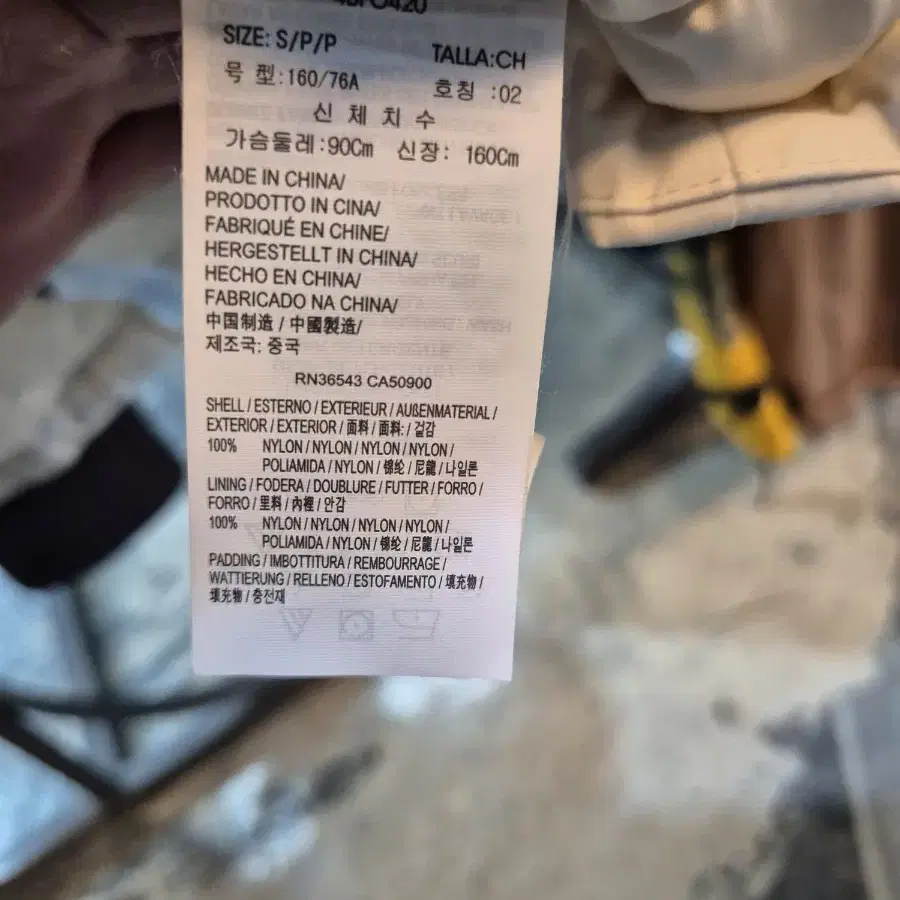 SIZE: S/P/P TALLA:CH
号 型:160/76A 호칭 :02
신 체 치 수
가슴둘레:90Cm 신장: 160Cm
MADE IN CHINA/
PRODOTTO IN CINA/
FABRIQUÉ EN CHINE/
HERGESTELLT IN CHINA/
HECHO EN CHINA/
FABRICADO NA CHINA/
中国制造 / 中國製造/
제조국: 중국
RN36543 CA50900
SHELL / ESTERNO / EXTERIEUR / AUßENMATERIAL /
EXTERIOR / EXTERIOR / 面料 / 面料: / 겉감
100% NYLON / NYLON / NYLON / NYLON /
POLIAMIDA / NYLON / 锦纶 / 尼龍 / 나일론
LINING / FODERA / DOUBLURE / FUTTER / FORRO /
FORRO / 里料 / 內裡 / 안감
100% NYLON / NYLON / NYLON / NYLON /
POLIAMIDA / NYLON / 锦纶 / 尼龍 / 나일론
PADDING / IMBOTTITURA / REMBOURRAGE /
WATTIERUNG / RELLENO / ESTOFAMENTO / 填充物 /
填充物 / 충전재